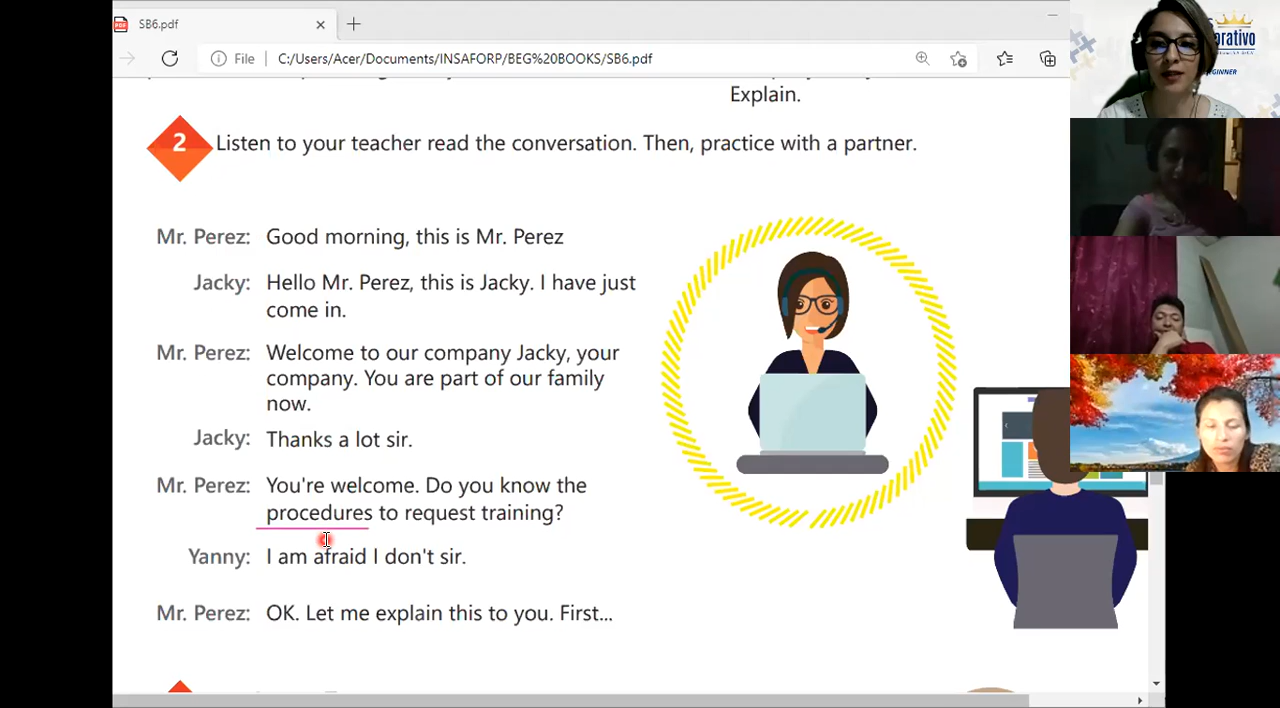 PDF SB6.pdf
File C:/Users/Acer/Documents/INSAFORP/BEG%20BOOKS/SB6.pdf
Explain.
2 Listen to your teacher read the conversation. Then, practice with a partner.
Mr. Perez: Good morning, this is Mr. Perez
Jacky: Hello Mr. Perez, this is Jacky. I have just
come in.
Mr. Perez: Welcome to our company Jacky, your
company. You are part of our family
now.
Jacky: Thanks a lot sir.
Mr. Perez: You're welcome. Do you know the
procedures to request training?
Yanny: I am afraid I don't sir.
Mr. Perez: OK. Let me explain this to you. First...